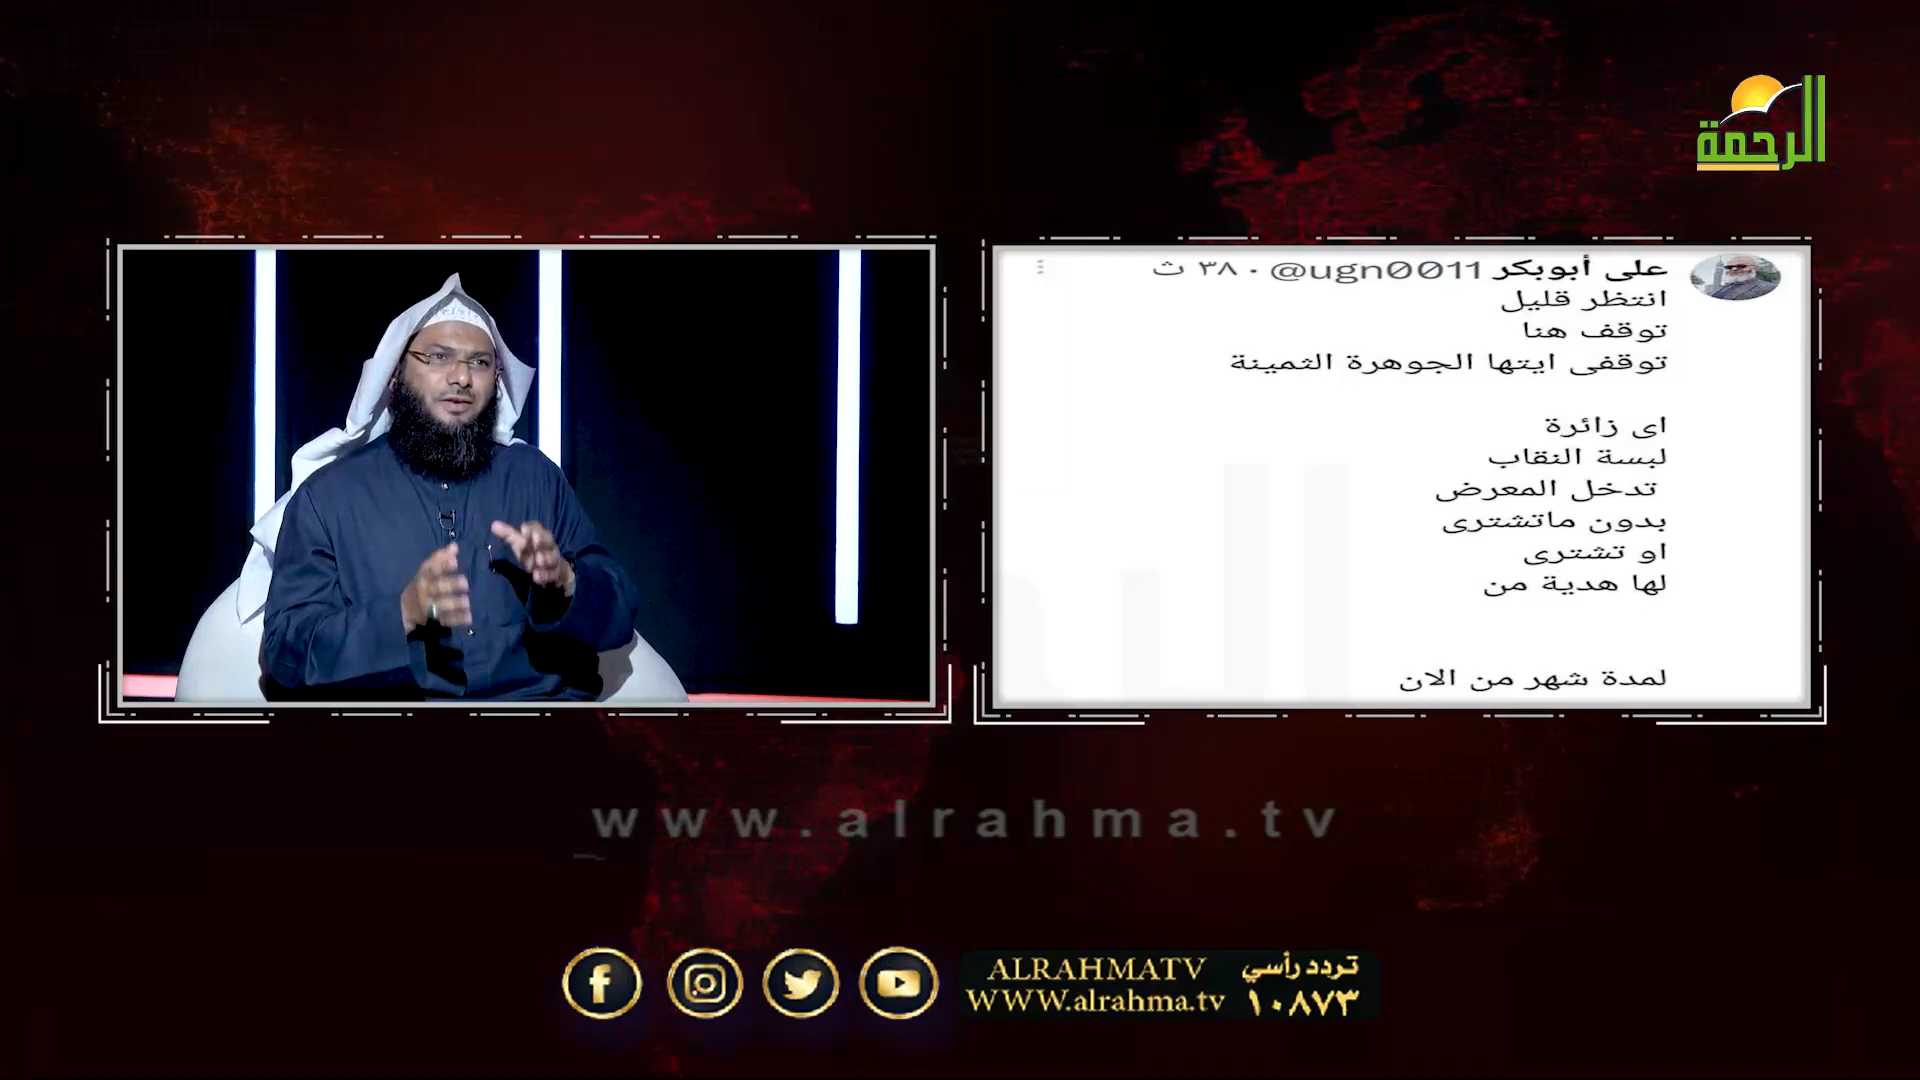 الرحمة
على أبوبكر @ugn0011 · ٣٨ ث
انتظر قليل
توقف هنا
توقفى ايتها الجوهرة الثمينة
اى زائرة
لبسة النقاب
تدخل المعرض
بدون ماتشترى
او تشترى
لها هدية من
لمدة شهر من الان
www.alrahma.tv
ALRAHMATV
WWW.alrahma.tv
تردد رأسي
١٠٨٧٣